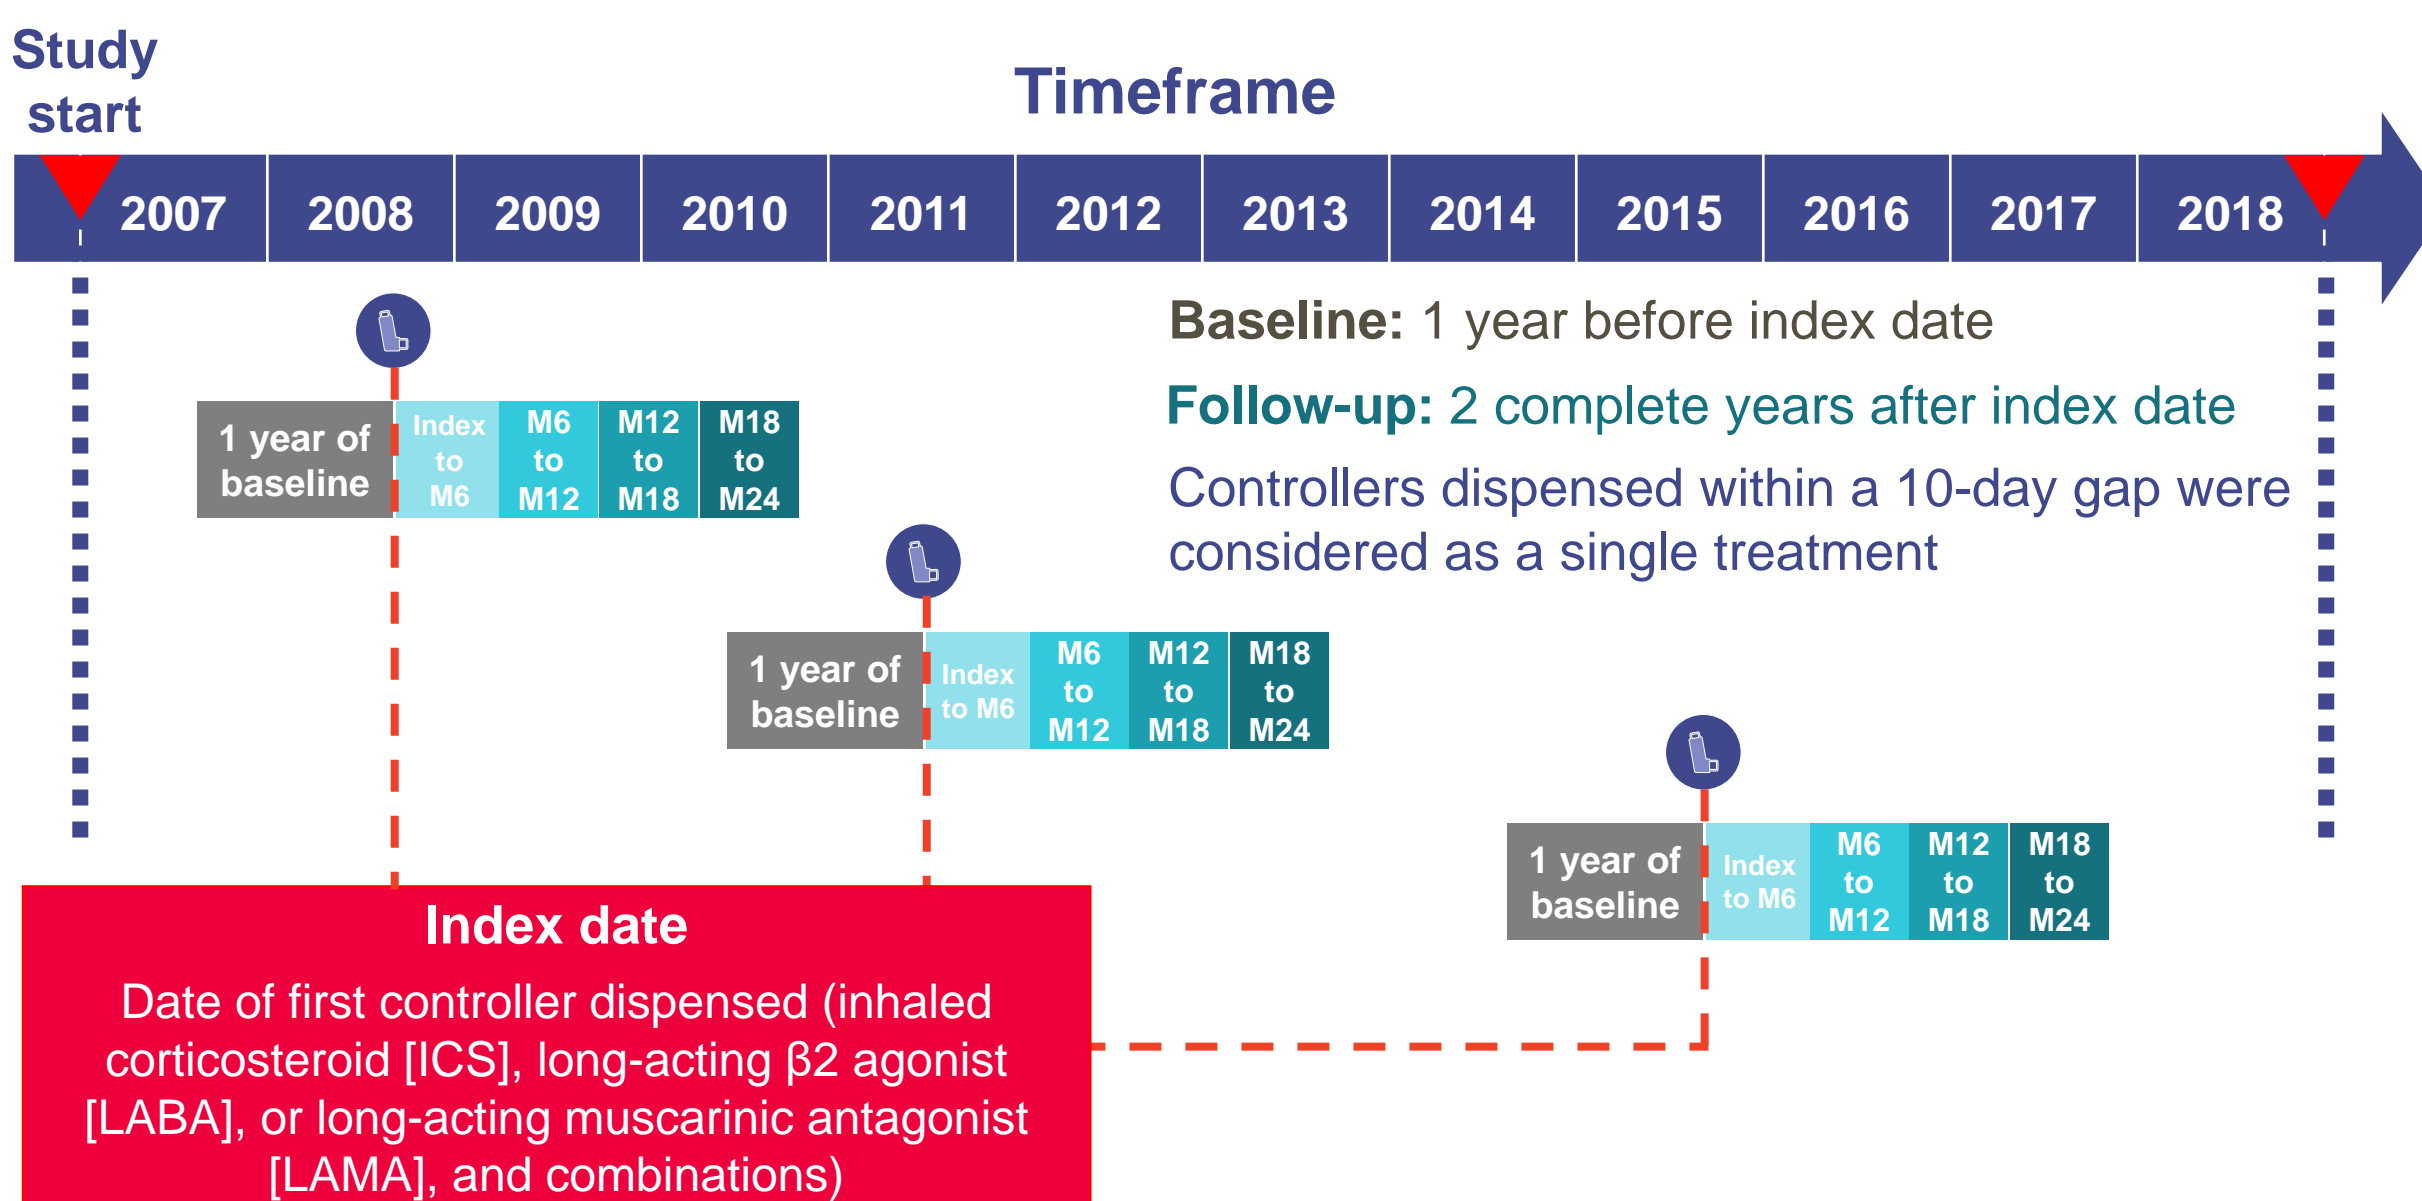 Study
start
Timeframe
2007 2008 2009 2010 2011 2012 2013 2014 2015 2016 2017 2018
Baseline: 1 year before index date
Follow-up: 2 complete years after index date
Controllers dispensed within a 10-day gap were
considered as a single treatment
1 year of
baseline
Index
to
M6
M6
to
M12
M12
to
M18
M18
to
M24
1 year of
baseline
Index
to M6
M6
to
M12
M12
to
M18
M18
to
M24
1 year of
baseline
Index
to M6
M6
to
M12
M12
to
M18
M18
to
M24
Index date
Date of first controller dispensed (inhaled
corticosteroid [ICS], long-acting β2 agonist
[LABA], or long-acting muscarinic antagonist
[LAMA], and combinations)